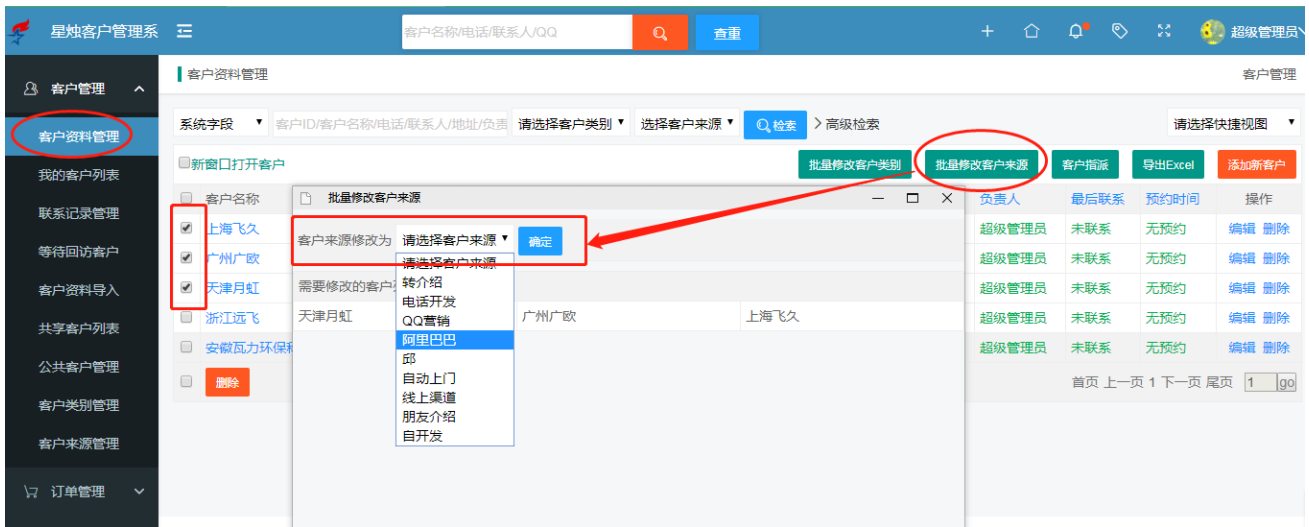 星烛客户管理系
客户名称/电话/联系人/QQ
查重
超级管理员
客户管理
客户资料管理
我的客户列表
联系记录管理
等待回访客户
客户资料导入
共享客户列表
公共客户管理
客户类别管理
客户来源管理
订单管理
客户资料管理
客户管理
系统字段 客户ID/客户名称/电话/联系人/地址/负责 请选择客户类别 选择客户来源 检索 高级检索 请选择快捷视图
新窗口打开客户 批量修改客户类别 批量修改客户来源 客户指派 导出Excel 添加新客户
客户名称 负责人 最后联系 预约时间 操作
上海飞久 超级管理员 未联系 无预约 编辑 删除
广州广欧 超级管理员 未联系 无预约 编辑 删除
天津月虹 超级管理员 未联系 无预约 编辑 删除
浙江远飞 超级管理员 未联系 无预约 编辑 删除
安徽瓦力环保 超级管理员 未联系 无预约 编辑 删除
删除 首页 上一页 1 下一页 尾页 1 go
批量修改客户来源
客户来源修改为 请选择客户来源 确定
需要修改的客户
天津月虹 广州广欧 上海飞久
请选择客户来源
转介绍
电话开发
QQ营销
阿里巴巴
邱
自动上门
线上渠道
朋友介绍
自开发